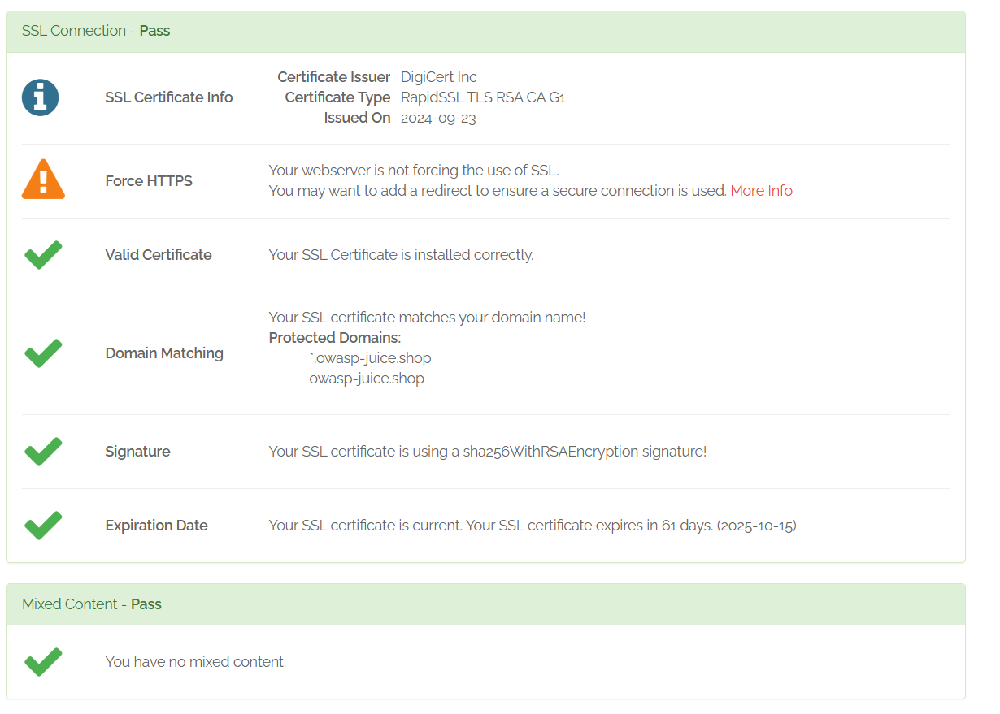 SSL Connection - Pass
SSL Certificate Info
Certificate Issuer DigiCert Inc
Certificate Type RapidSSL TLS RSA CA G1
Issued On 2024-09-23
Force HTTPS
Your webserver is not forcing the use of SSL.
You may want to add a redirect to ensure a secure connection is used. More Info
Valid Certificate
Your SSL Certificate is installed correctly.
Domain Matching
Your SSL certificate matches your domain name!
Protected Domains:
*.owasp-juice.shop
owasp-juice.shop
Signature
Your SSL certificate is using a sha256WithRSAEncryption signature!
Expiration Date
Your SSL certificate is current. Your SSL certificate expires in 61 days. (2025-10-15)
Mixed Content - Pass
You have no mixed content.